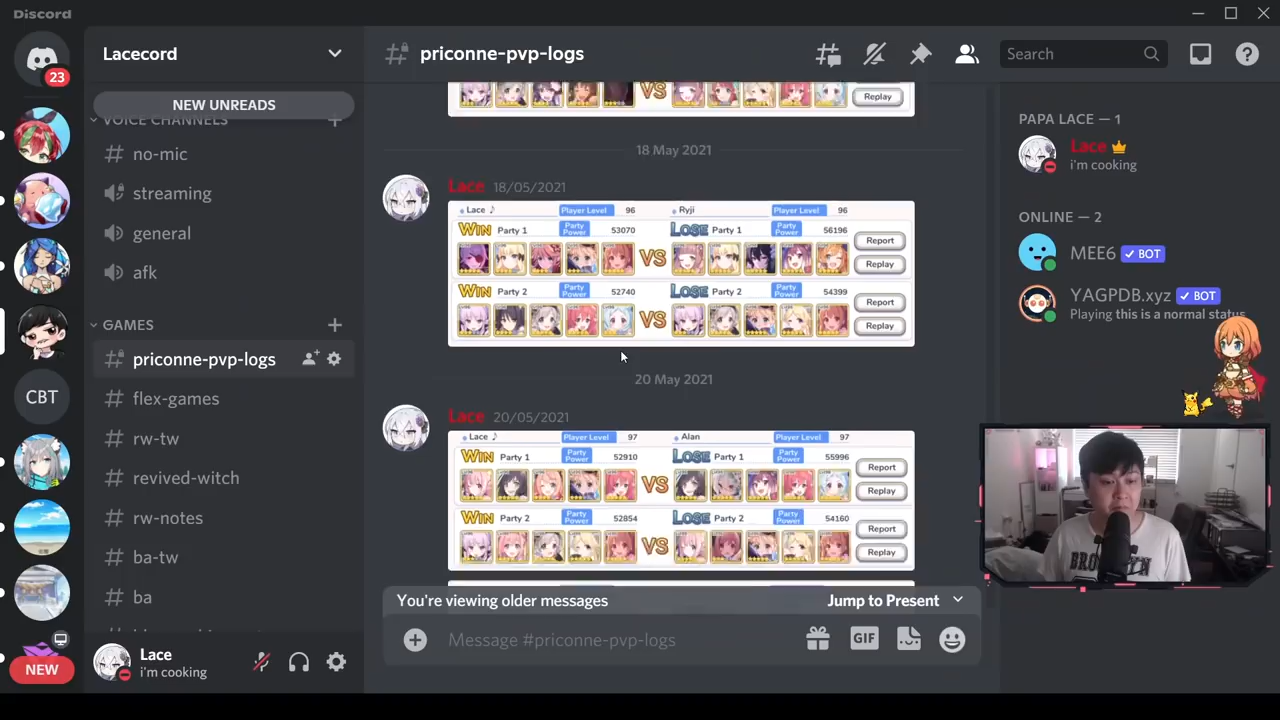 Discord
23
NEW
CBT
Lacecord
NEW UNREADS
VOICE CHANNELS
no-mic
streaming
general
afk
GAMES
priconne-pvp-logs
flex-games
rw-tw
revived-witch
rw-notes
ba-tw
ba
Lace
i'm cooking
priconne-pvp-logs
Search
VS
Replay
18 May 2021
Lace 18/05/2021
Lace ♪ Player Level 96 Ryji Player Level 96
WIN Party 1 Party Power 53070 LOSE Party 1 Party Power 56196
VS
Report
Replay
WIN Party 2 Party Power 52740 LOSE Party 2 Party Power 54399
VS
Report
Replay
20 May 2021
Lace 20/05/2021
Lace ♪ Player Level 97 Alan Player Level 97
WIN Party 1 Party Power 52910 LOSE Party 1 Party Power 55996
VS
Report
Replay
WIN Party 2 Party Power 52854 LOSE Party 2 Party Power 54160
VS
Report
Replay
You're viewing older messages Jump to Present
Message #priconne-pvp-logs
GIF
PAPA LACE — 1
Lace
i'm cooking
ONLINE — 2
MEE6 ✓ BOT
YAGPDB.xyz ✓ BOT
Playing this is a normal status
BROOKLYN